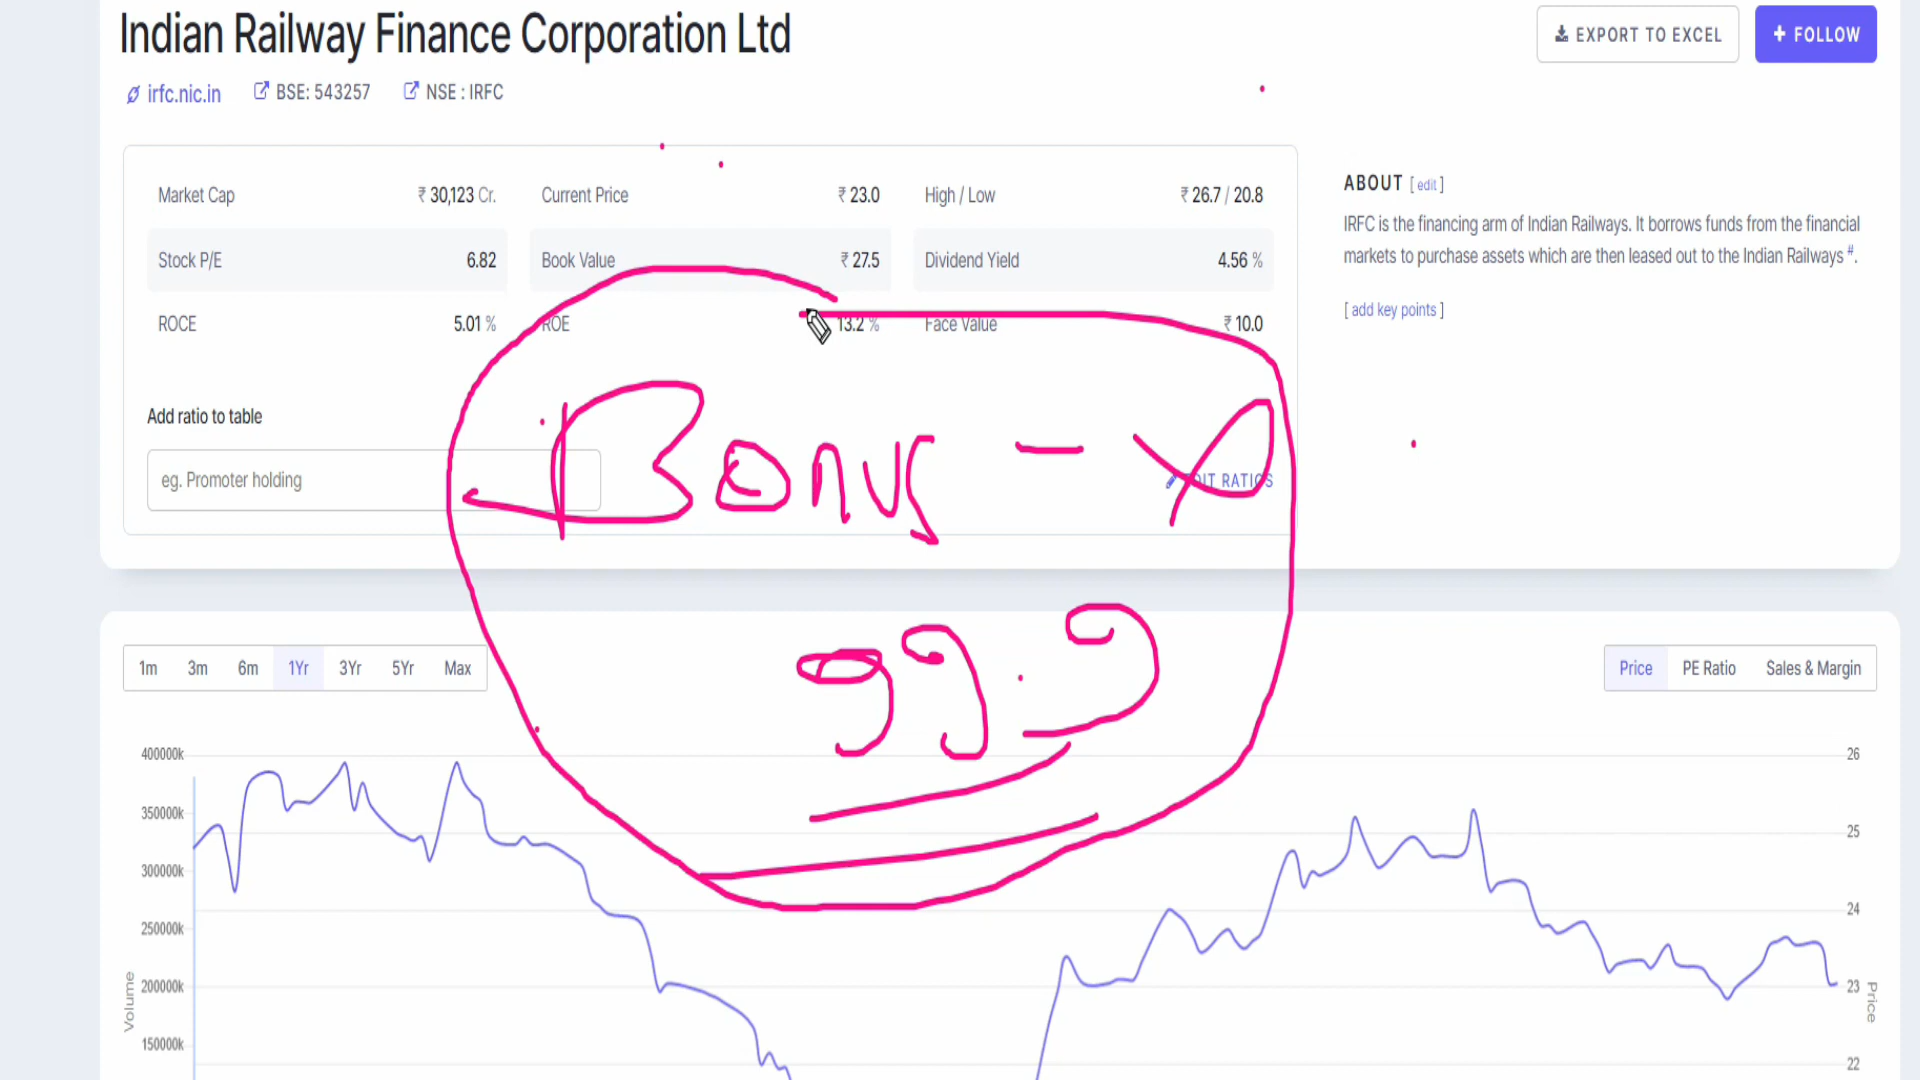 Indian Railway Finance Corporation Ltd
EXPORT TO EXCEL
+ FOLLOW
irfc.nic.in BSE: 543257 NSE : IRFC
Market Cap ₹ 30,123 Cr. Current Price ₹ 23.0 High / Low ₹ 26.7 / 20.8
Stock P/E 6.82 Book Value ₹ 27.5 Dividend Yield 4.56 %
ROCE 5.01 % ROE 13.2 % Face Value ₹ 10.0
ABOUT [ edit ]
IRFC is the financing arm of Indian Railways. It borrows funds from the financial
markets to purchase assets which are then leased out to the Indian Railways #.
[ add key points ]
Add ratio to table
eg. Promoter holding
EDIT RATIOS
Bonus -
1m 3m 6m 1Yr 3Yr 5Yr Max
Price PE Ratio Sales & Margin
400000k
350000k
300000k
250000k
200000k
150000k
Volume
26
25
24
23
22
Price